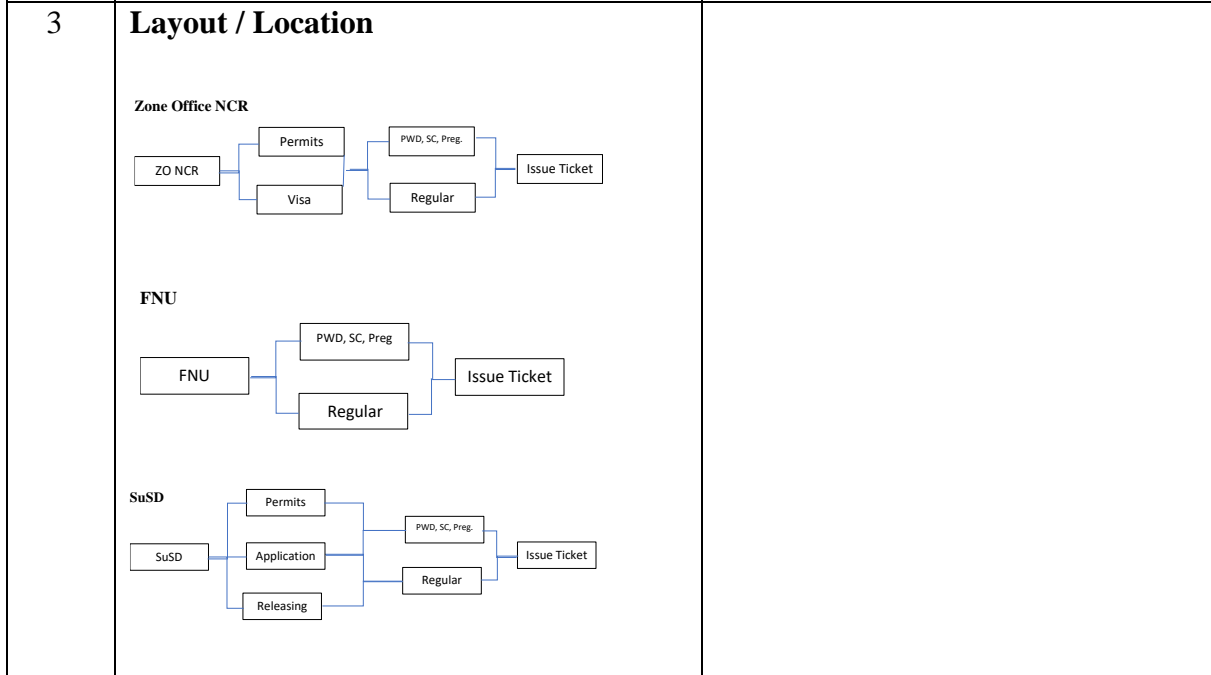 3 Layout / Location
Zone Office NCR
Permits
PWD, SC, Preg.
ZO NCR
Issue Ticket
Visa
Regular
FNU
PWD, SC, Preg
FNU
Issue Ticket
Regular
SuSD
Permits
PWD, SC, Preg.
SuSD
Application
Issue Ticket
Regular
Releasing